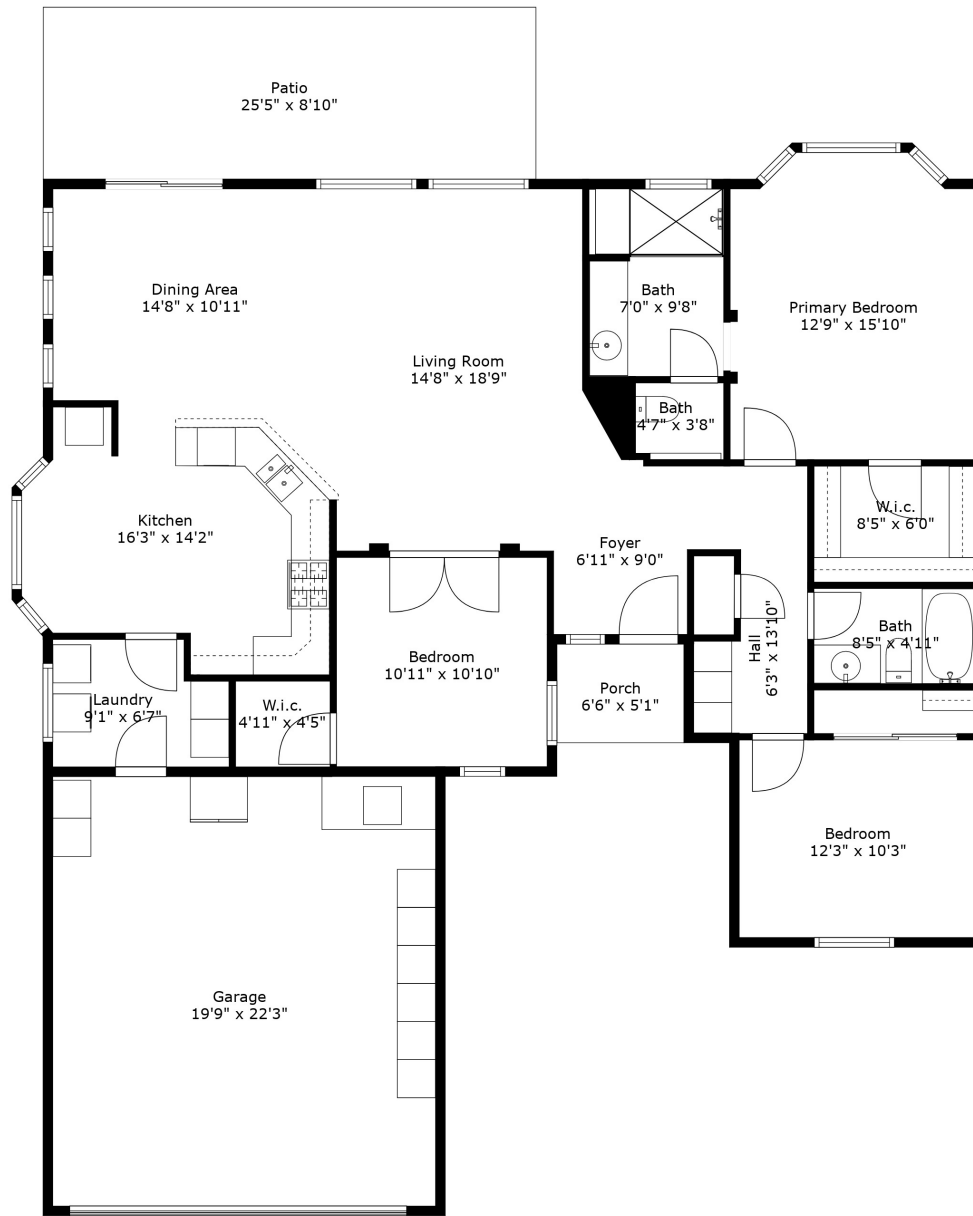 Patio
25'5" x 8'10"
Dining Area
14'8" x 10'11"
Bath
7'0" x 9'8"
Primary Bedroom
12'9" x 15'10"
Living Room
14'8" x 18'9"
Bath
4'7" x 3'8"
Kitchen
16'3" x 14'2"
W.i.c.
8'5" x 6'0"
Foyer
6'11" x 9'0"
Bath
8'5" x 4'11"
Hall
6'3" x 13'10"
Bedroom
10'11" x 10'10"
Porch
6'6" x 5'1"
Laundry
9'1" x 6'7"
W.i.c.
4'11" x 4'5"
Bedroom
12'3" x 10'3"
Garage
19'9" x 22'3"